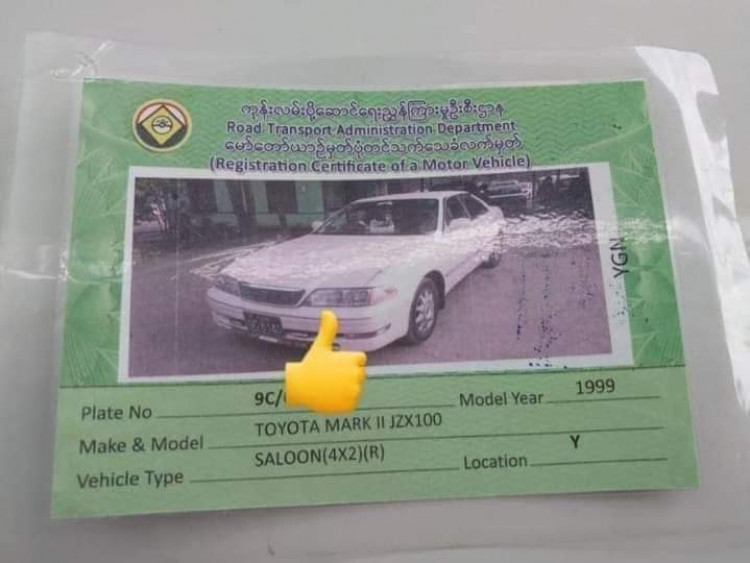 ကုန်းလမ်းပို့ဆောင်ရေးညွှန်ကြားမှုဦးစီးဌာန
Road Transport Administration Department
မော်တော်ယာဉ်မှတ်ပုံတင်သက်သေခံလက်မှတ်
(Registration Certificate of a Motor Vehicle)
YGN
Plate No 9C/
Model Year 1999
Make & Model TOYOTA MARK II JZX100
Vehicle Type SALOON(4X2)(R)
Location Y